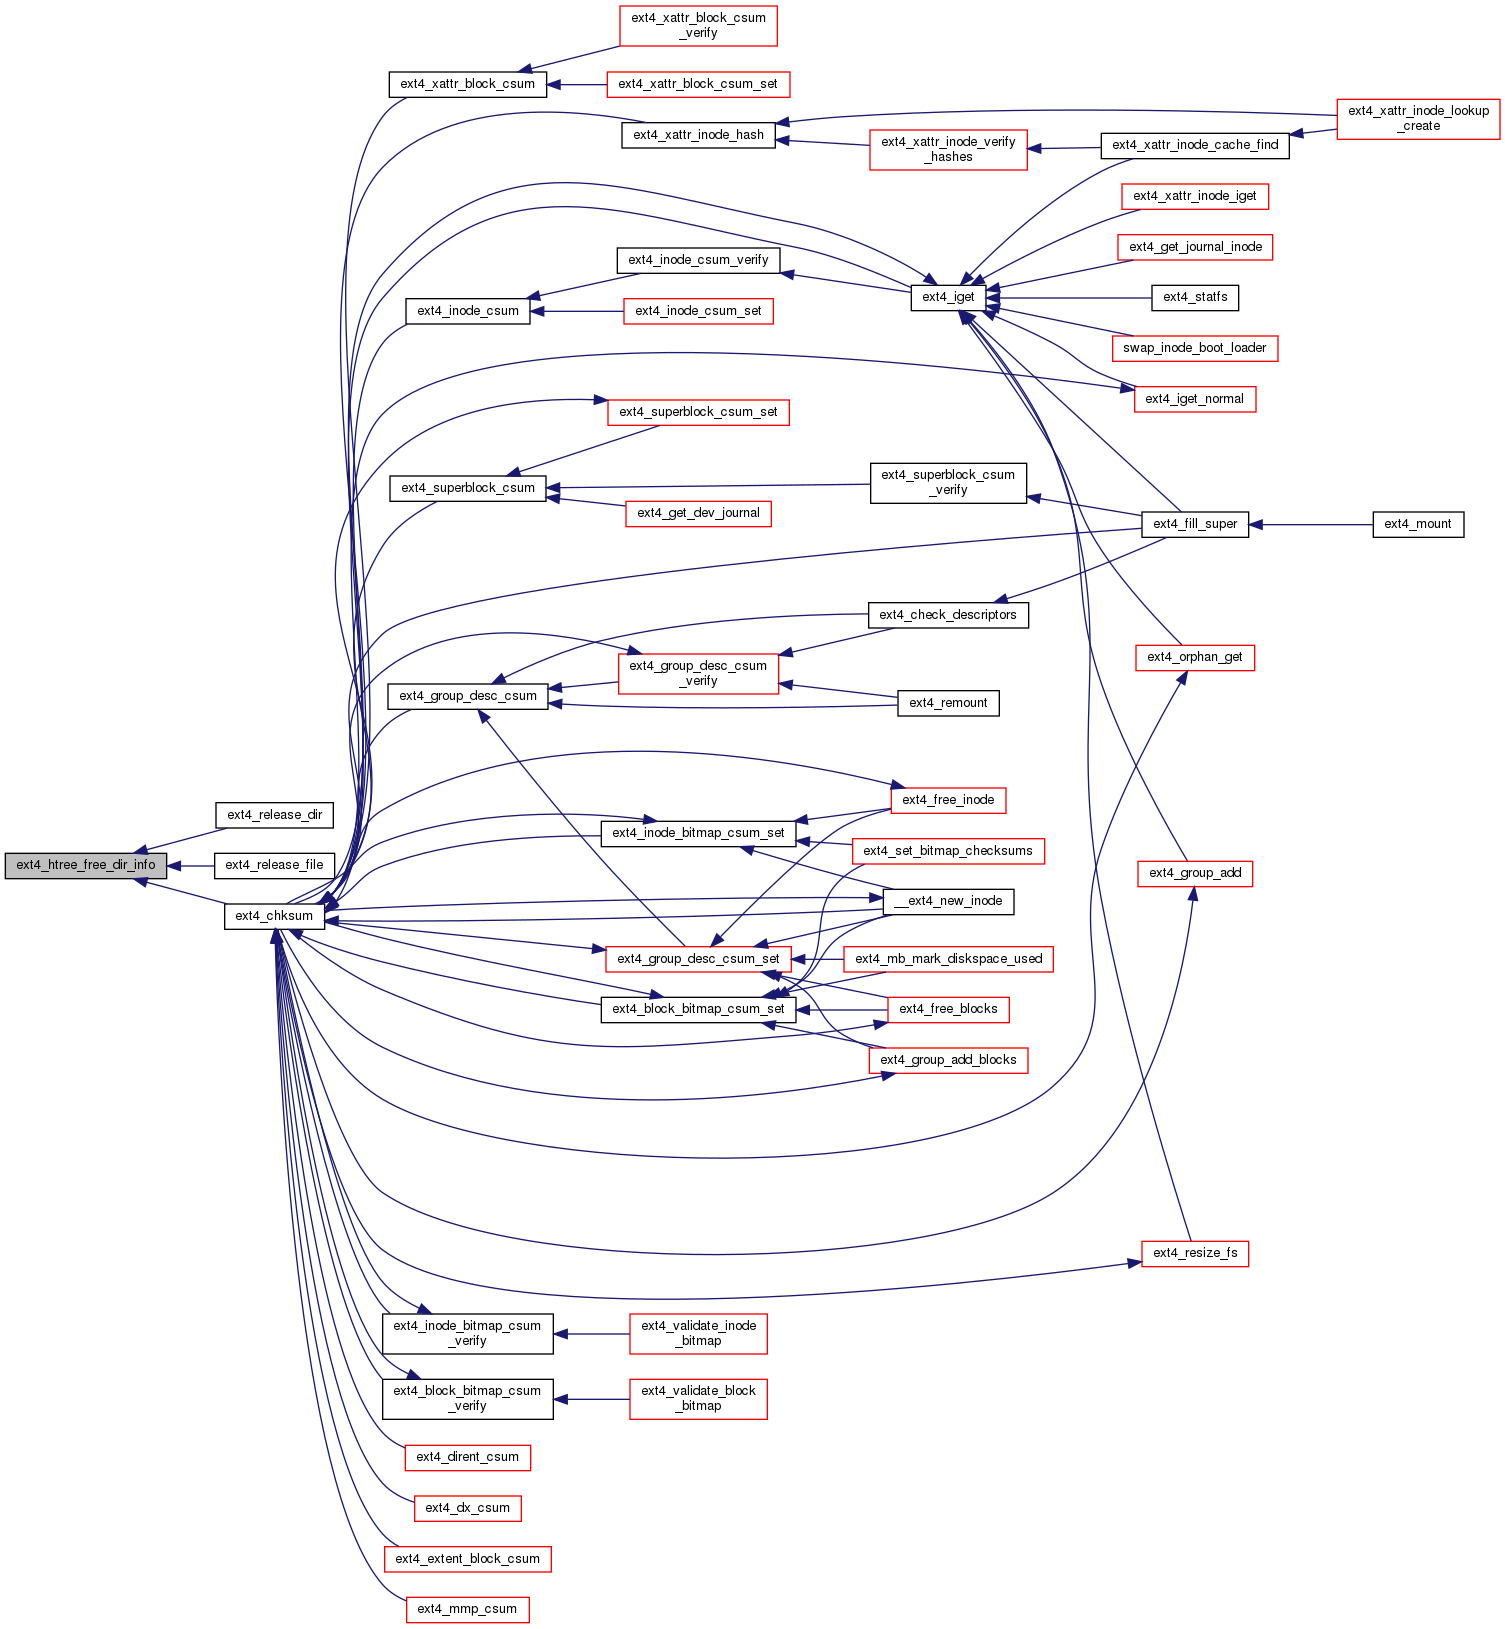 ext4_xattr_block_csum
_verify
ext4_xattr_block_csum
ext4_xattr_block_csum_set
ext4_xattr_inode_lookup
_create
ext4_xattr_inode_hash
ext4_xattr_inode_verify
_hashes
ext4_xattr_inode_cache_find
ext4_xattr_inode_iget
ext4_get_journal_inode
ext4_inode_csum_verify
ext4_iget
ext4_statfs
ext4_inode_csum
ext4_inode_csum_set
swap_inode_boot_loader
ext4_iget_normal
ext4_superblock_csum_set
ext4_superblock_csum
ext4_superblock_csum
_verify
ext4_get_dev_journal
ext4_fill_super
ext4_mount
ext4_check_descriptors
ext4_orphan_get
ext4_group_desc_csum
_verify
ext4_group_desc_csum
ext4_remount
ext4_free_inode
ext4_release_dir
ext4_inode_bitmap_csum_set
ext4_set_bitmap_checksums
ext4_htree_free_dir_info
ext4_release_file
ext4_group_add
ext4_chksum
__ext4_new_inode
ext4_group_desc_csum_set
ext4_mb_mark_diskspace_used
ext4_block_bitmap_csum_set
ext4_free_blocks
ext4_group_add_blocks
ext4_resize_fs
ext4_inode_bitmap_csum
_verify
ext4_validate_inode
_bitmap
ext4_block_bitmap_csum
_verify
ext4_validate_block
_bitmap
ext4_dirent_csum
ext4_dx_csum
ext4_extent_block_csum
ext4_mmp_csum